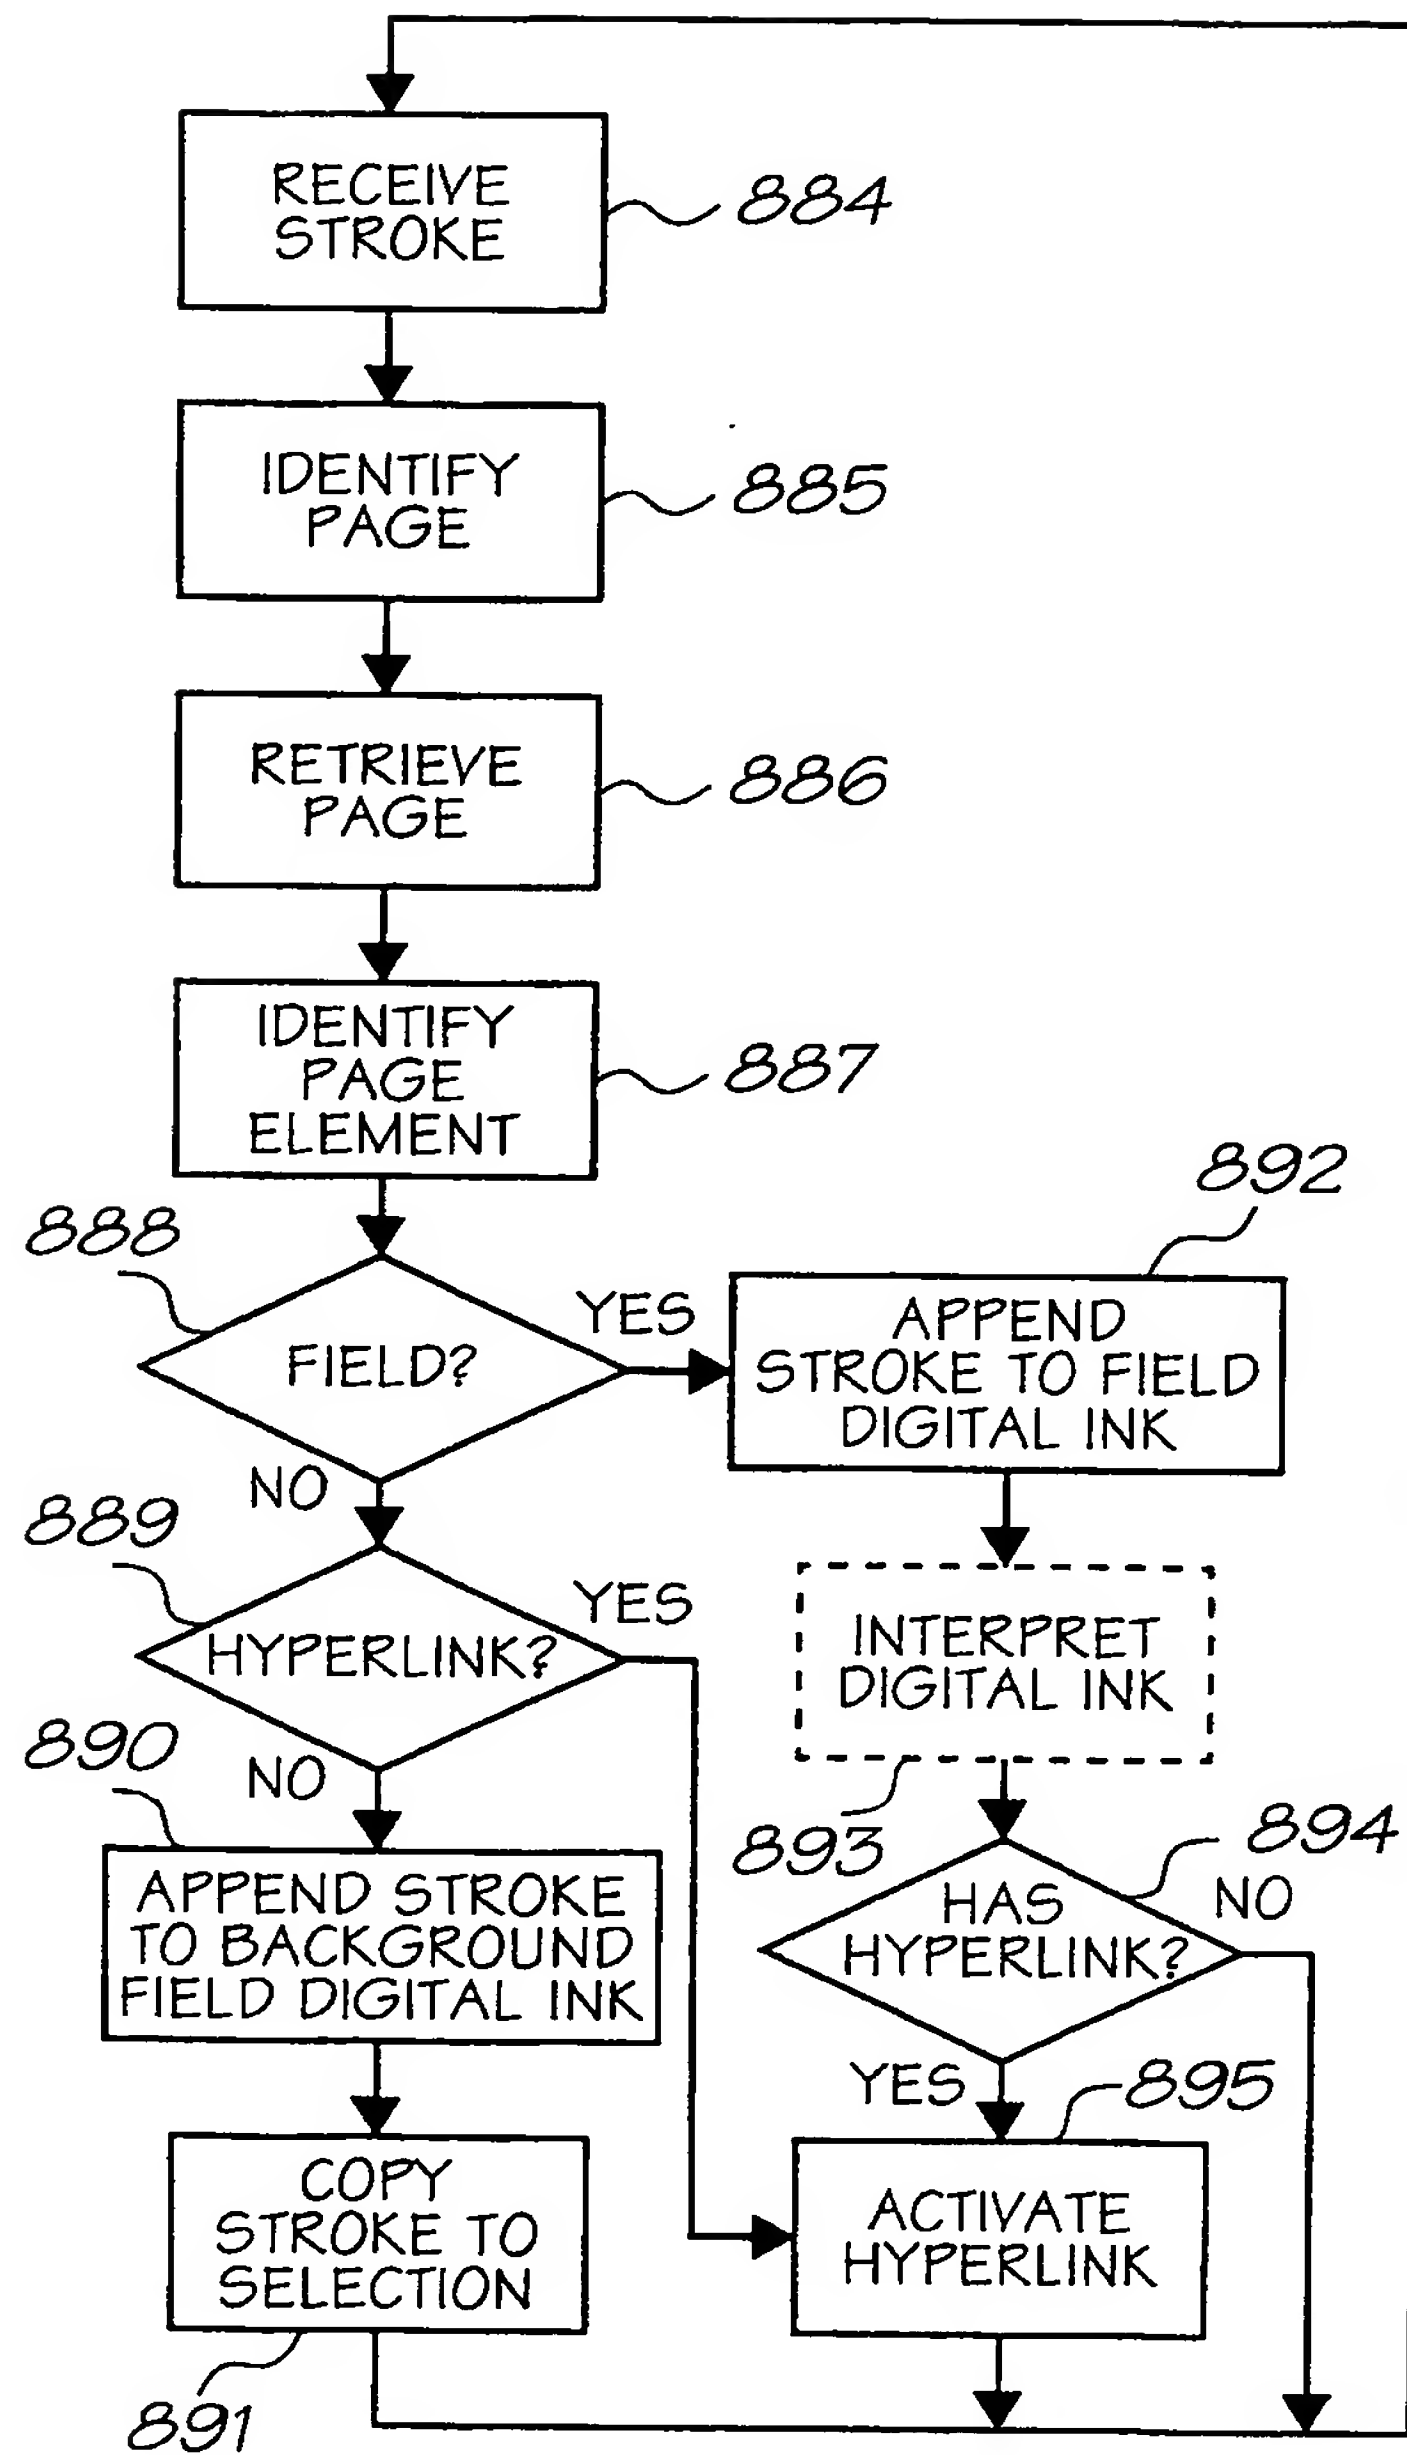 RECEIVE
STROKE
884
IDENTIFY
PAGE
885
RETRIEVE
PAGE
886
IDENTIFY
PAGE
ELEMENT
887
888
FIELD?
YES
NO
892
APPEND
STROKE TO FIELD
DIGITAL INK
889
HYPERLINK?
YES
NO
INTERPRET
DIGITAL INK
893
890
APPEND STROKE
TO BACKGROUND
FIELD DIGITAL INK
894
HAS
HYPERLINK?
NO
YES
COPY
STROKE TO
SELECTION
891
895
ACTIVATE
HYPERLINK